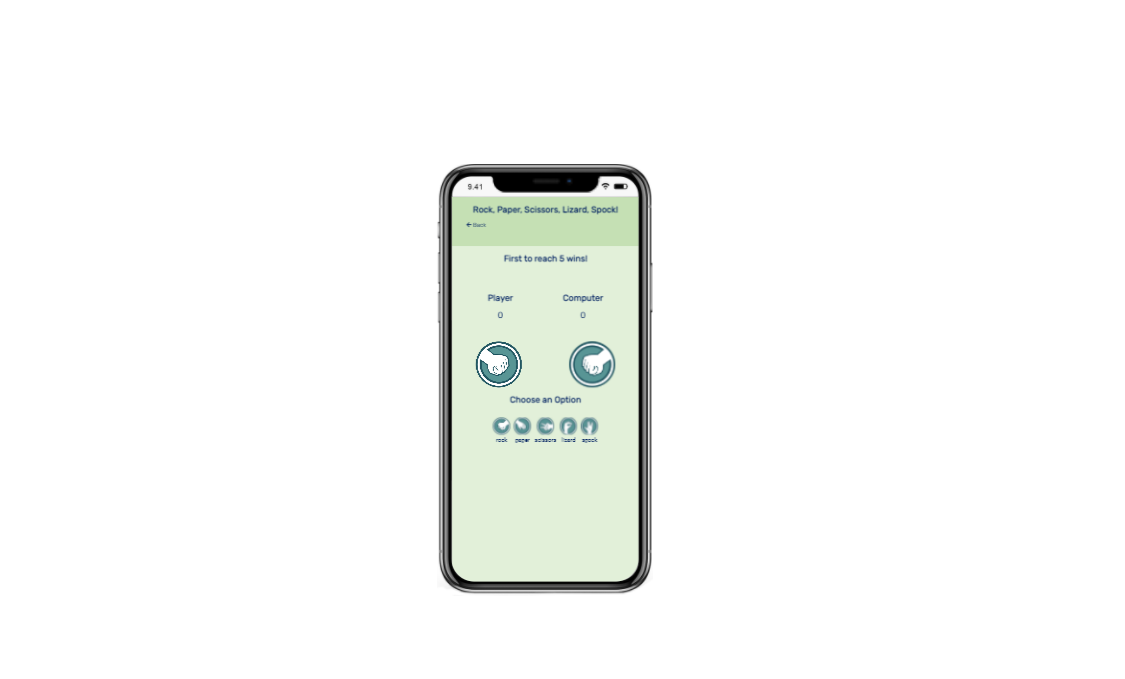 9.41
Rock, Paper, Scissors, Lizard, Spock!
← Back
First to reach 5 wins!
Player Computer
0 0
Choose an Option
rock paper scissors lizard spock